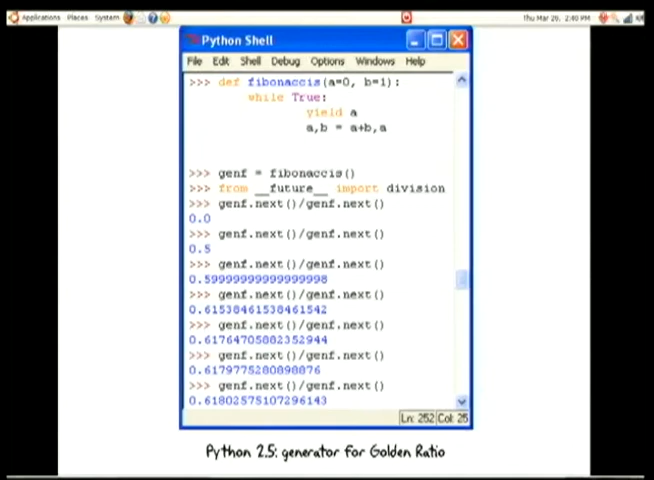 Applications Places System
Thu Mar 29, 2:40 PM
Python Shell
File Edit Shell Debug Options Windows Help
>>> def fibonaccis(a=0, b=1):
while True:
yield a
a,b = a+b,a
>>> genf = fibonaccis()
>>> from __future__ import division
>>> genf.next()/genf.next()
0.0
>>> genf.next()/genf.next()
0.5
>>> genf.next()/genf.next()
0.59999999999999998
>>> genf.next()/genf.next()
0.61538461538461542
>>> genf.next()/genf.next()
0.61764705882352944
>>> genf.next()/genf.next()
0.6179775280898876
>>> genf.next()/genf.next()
0.61802575107296143
Ln: 252 Col: 25
Python 2.5: generator for Golden Ratio